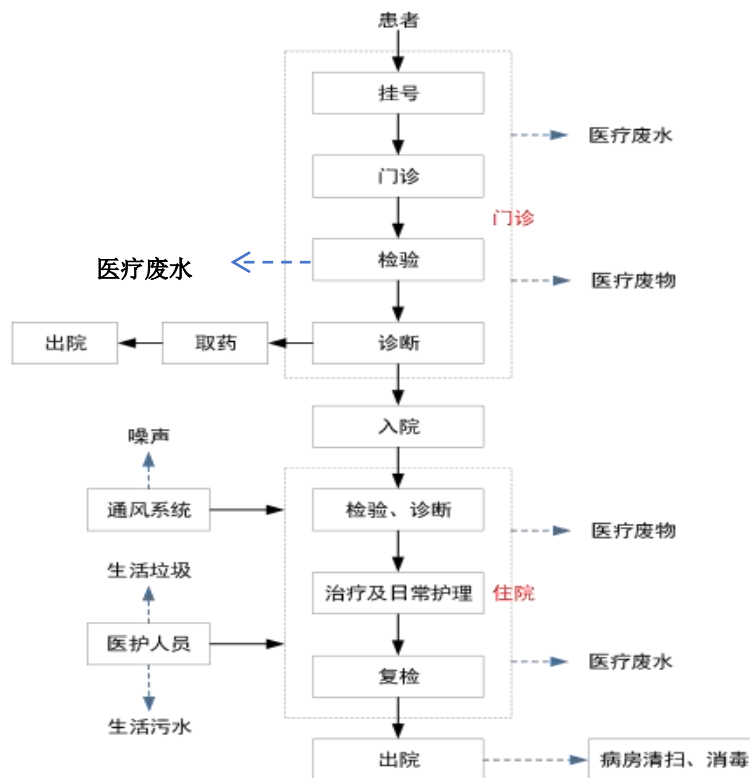 患者
挂号
医疗废水
门诊
门诊
医疗废水
检验
医疗废物
出院
取药
诊断
入院
噪声
通风系统
检验、诊断
医疗废物
生活垃圾
治疗及日常护理
住院
医护人员
医疗废水
复检
生活污水
出院
病房清扫、消毒